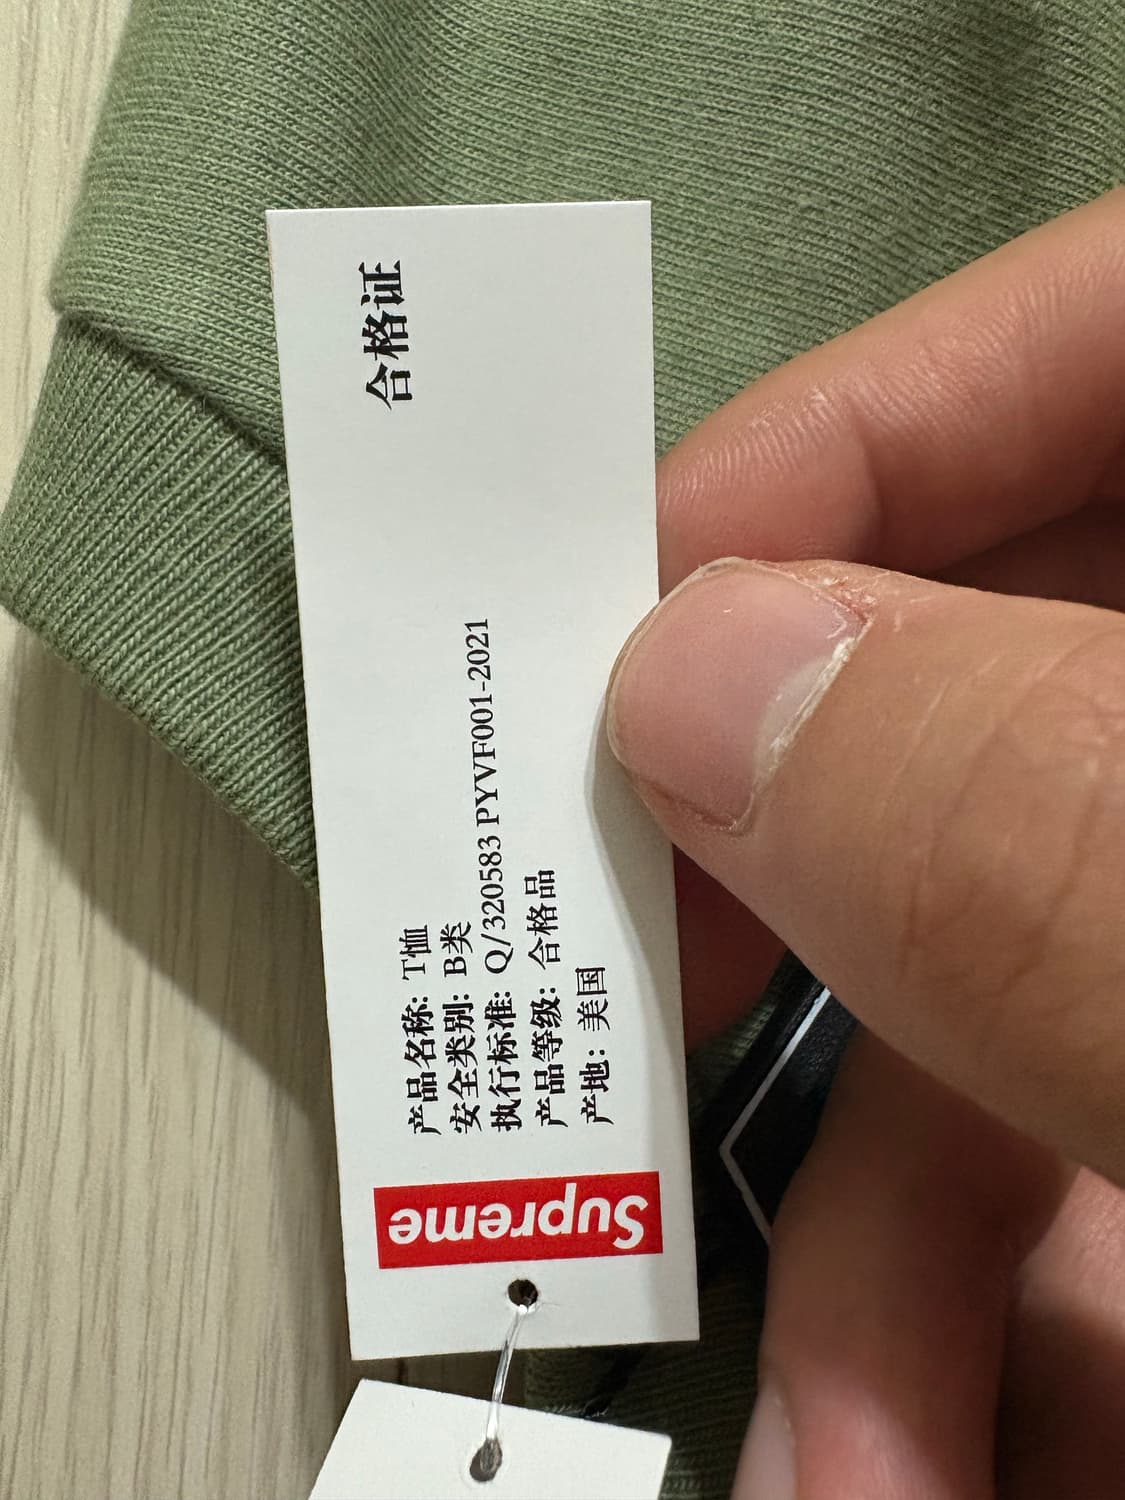 合格证
产品名称: T恤
安全类别: B类
执行标准: Q/320583 PYVF001-2021
产品等级: 合格品
产地: 美国
Supreme